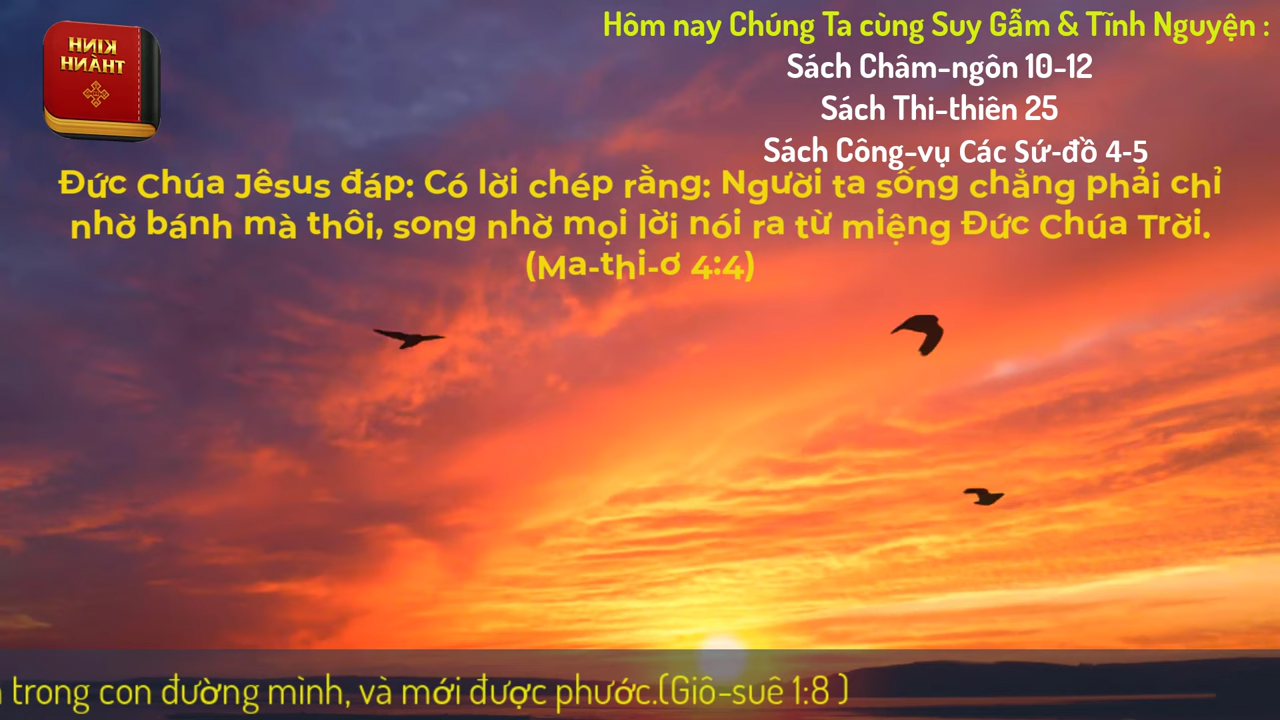 KINH
THÀNH
Hôm nay Chúng Ta cùng Suy Gẫm & Tĩnh Nguyện :
Sách Châm-ngôn 10-12
Sách Thi-thiên 25
Sách Công-vụ Các Sứ-đồ 4-5
Đức Chúa Jêsus đáp: Có lời chép rằng: Người ta sống chẳng phải chỉ
nhờ bánh mà thôi, song nhờ mọi lời nói ra từ miệng Đức Chúa Trời.
(Ma-thi-ơ 4:4)
trong con đường mình, và mới được phước.(Giô-suê 1:8 )